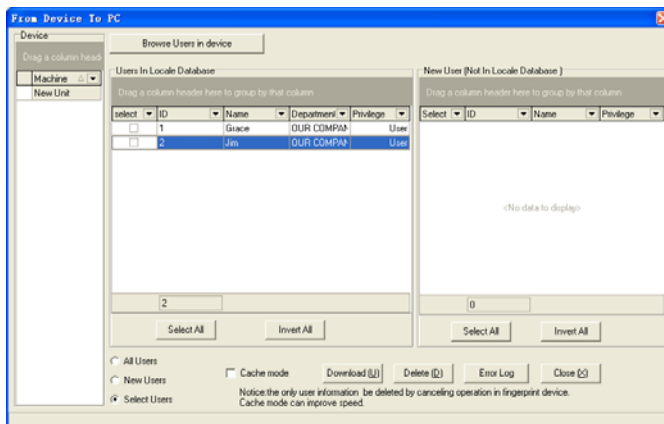 From Device To PC
Device
Drag a column head
Machine
New Unit
Browse Users in device
Users In Locale Database
Drag a column header here to group by that column
select ID Name Department Privilege
1 Grace OUR COMPAN User
2 Jim OUR COMPAN User
2
Select All Invert All
New User (Not In Locale Database )
Drag a column header here to group by that column
Select ID Name Privilege
<No data to display>
0
Select All Invert All
All Users
New Users
Select Users
Cache mode Download (U) Delete (D) Error Log Close (X)
Notice:the only user information be deleted by canceling operation in fingerprint device.
Cache mode can improve speed.